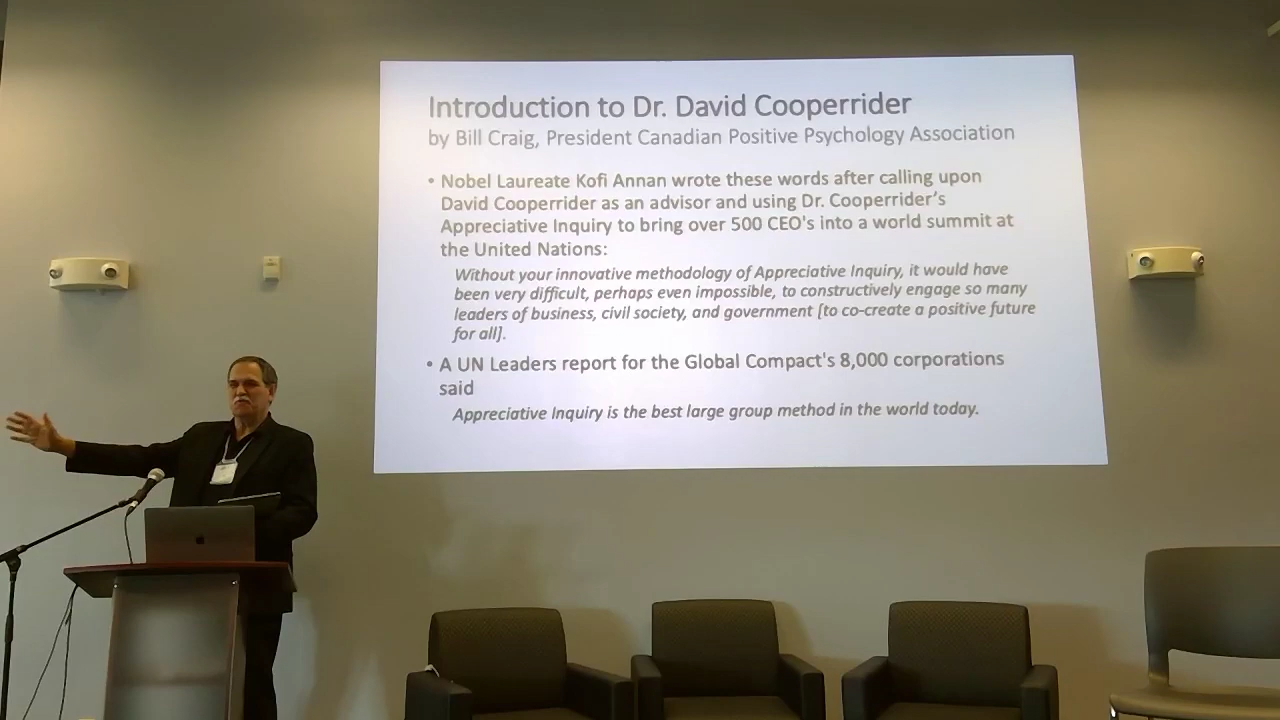 Introduction to Dr. David Cooperrider
by Bill Craig, President Canadian Positive Psychology Association
• Nobel Laureate Kofi Annan wrote these words after calling upon
David Cooperrider as an advisor and using Dr. Cooperrider's
Appreciative Inquiry to bring over 500 CEO's into a world summit at
the United Nations:
Without your innovative methodology of Appreciative Inquiry, it would have
been very difficult, perhaps even impossible, to constructively engage so many
leaders of business, civil society, and government [to co-create a positive future
for all].
• A UN Leaders report for the Global Compact's 8,000 corporations
said
Appreciative Inquiry is the best large group method in the world today.